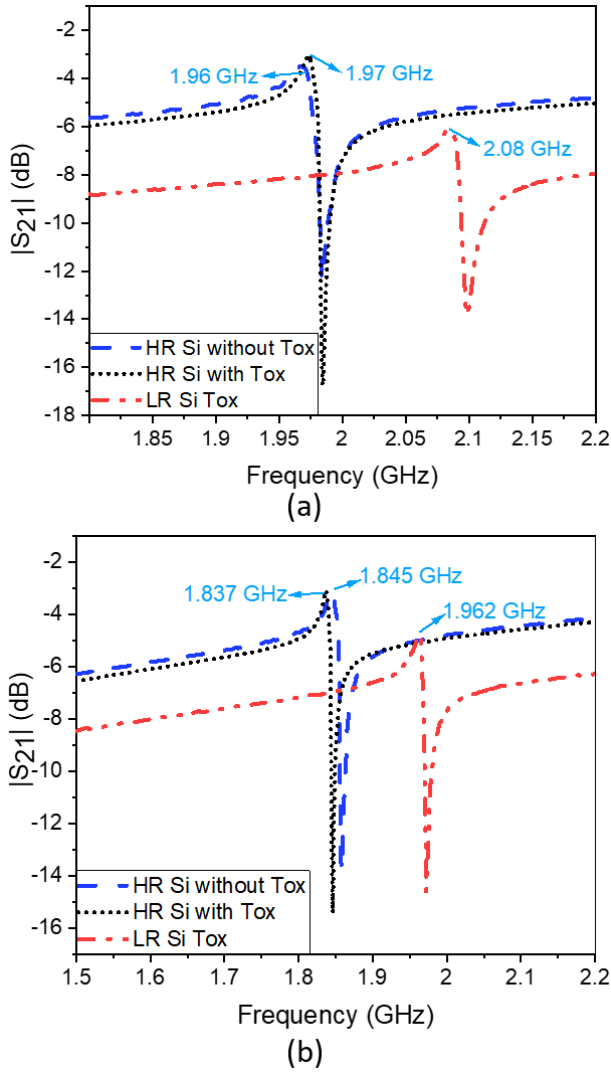 -2
-4
-6
-8
-10
-12
-14
-16
-18
|S21| (dB)
1.96 GHz
1.97 GHz
2.08 GHz
HR Si without Tox
HR Si with Tox
LR Si Tox
1.85 1.9 1.95 2 2.05 2.1 2.15 2.2
Frequency (GHz)
(a)
-2
-4
-6
-8
-10
-12
-14
-16
|S21| (dB)
1.837 GHz
1.845 GHz
1.962 GHz
HR Si without Tox
HR Si with Tox
LR Si Tox
1.5 1.6 1.7 1.8 1.9 2 2.1 2.2
Frequency (GHz)
(b)